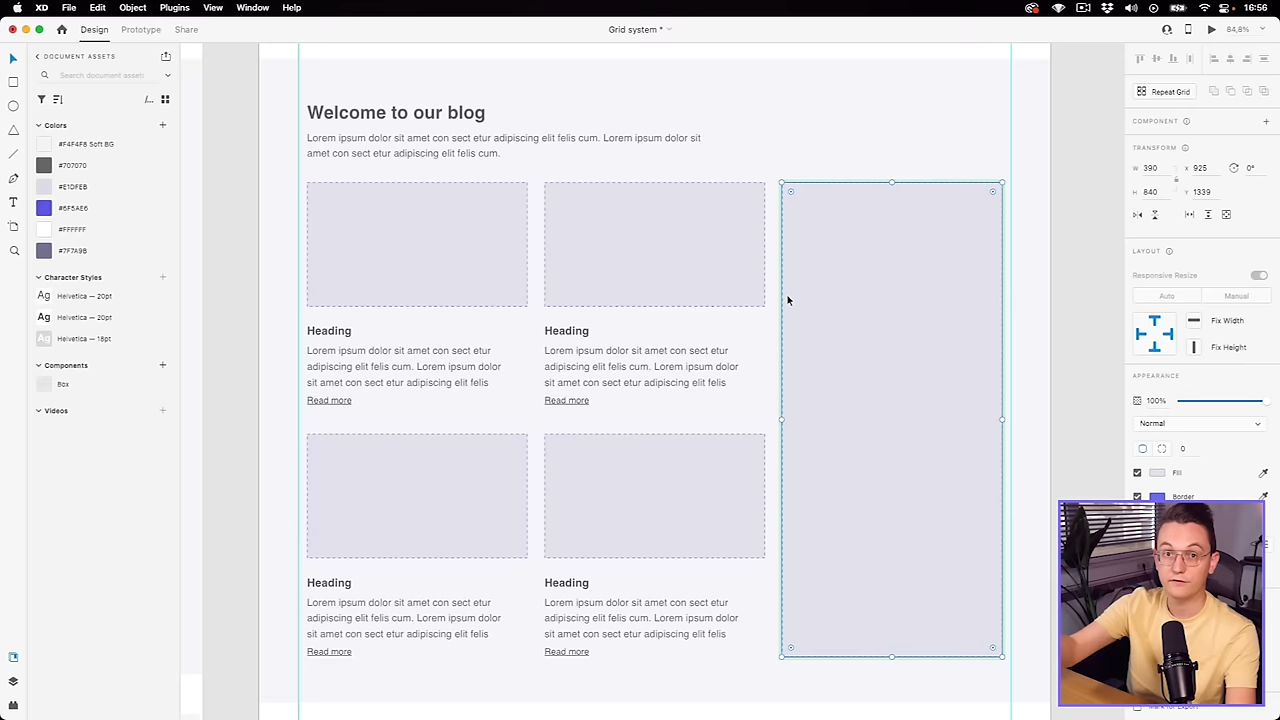 XD File Edit Object Plugins View Window Help 16:56
Design Prototype Share Grid system * 84,8%
DOCUMENT ASSETS
Search document assets
Colors
#F4F4F8 Soft BG
#707070
#E1DFEB
#6F5AE6
#FFFFFF
#7F7A9B
Character Styles
Ag Helvetica — 20pt
Ag Helvetica — 20pt
Ag Helvetica — 18pt
Components
Box
Videos
Welcome to our blog
Lorem ipsum dolor sit amet con sect etur adipiscing elit felis cum. Lorem ipsum dolor sit
amet con sect etur adipiscing elit felis cum.
Heading
Lorem ipsum dolor sit amet con sect etur
adipiscing elit felis cum. Lorem ipsum dolor
sit amet con sect etur adipiscing elit felis
Read more
Heading
Lorem ipsum dolor sit amet con sect etur
adipiscing elit felis cum. Lorem ipsum dolor
sit amet con sect etur adipiscing elit felis
Read more
Heading
Lorem ipsum dolor sit amet con sect etur
adipiscing elit felis cum. Lorem ipsum dolor
sit amet con sect etur adipiscing elit felis
Read more
Heading
Lorem ipsum dolor sit amet con sect etur
adipiscing elit felis cum. Lorem ipsum dolor
sit amet con sect etur adipiscing elit felis
Read more
Repeat Grid
COMPONENT
TRANSFORM
W 390 X 925 0°
H 840 Y 1339
LAYOUT
Responsive Resize
Auto Manual
Fix Width
Fix Height
APPEARANCE
100%
Normal
0
Fill
Border